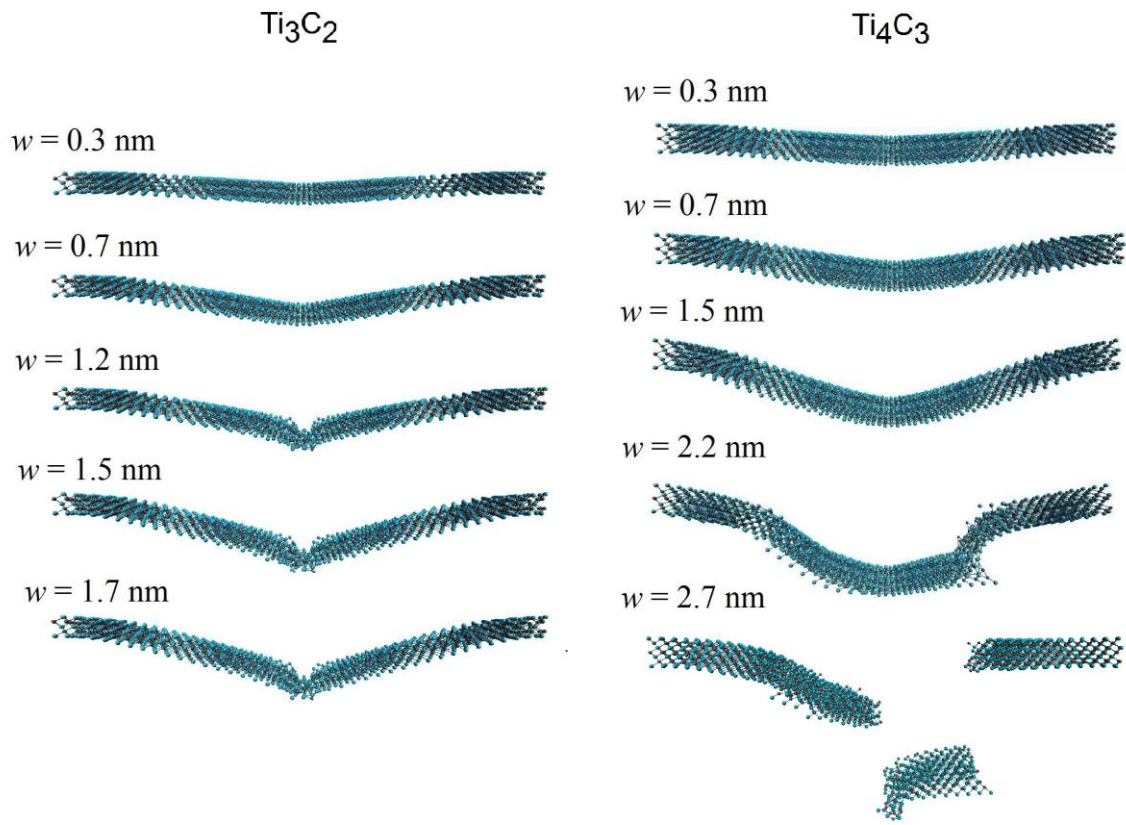 Ti3C2
w = 0.3 nm
w = 0.7 nm
w = 1.2 nm
w = 1.5 nm
w = 1.7 nm
Ti4C3
w = 0.3 nm
w = 0.7 nm
w = 1.5 nm
w = 2.2 nm
w = 2.7 nm